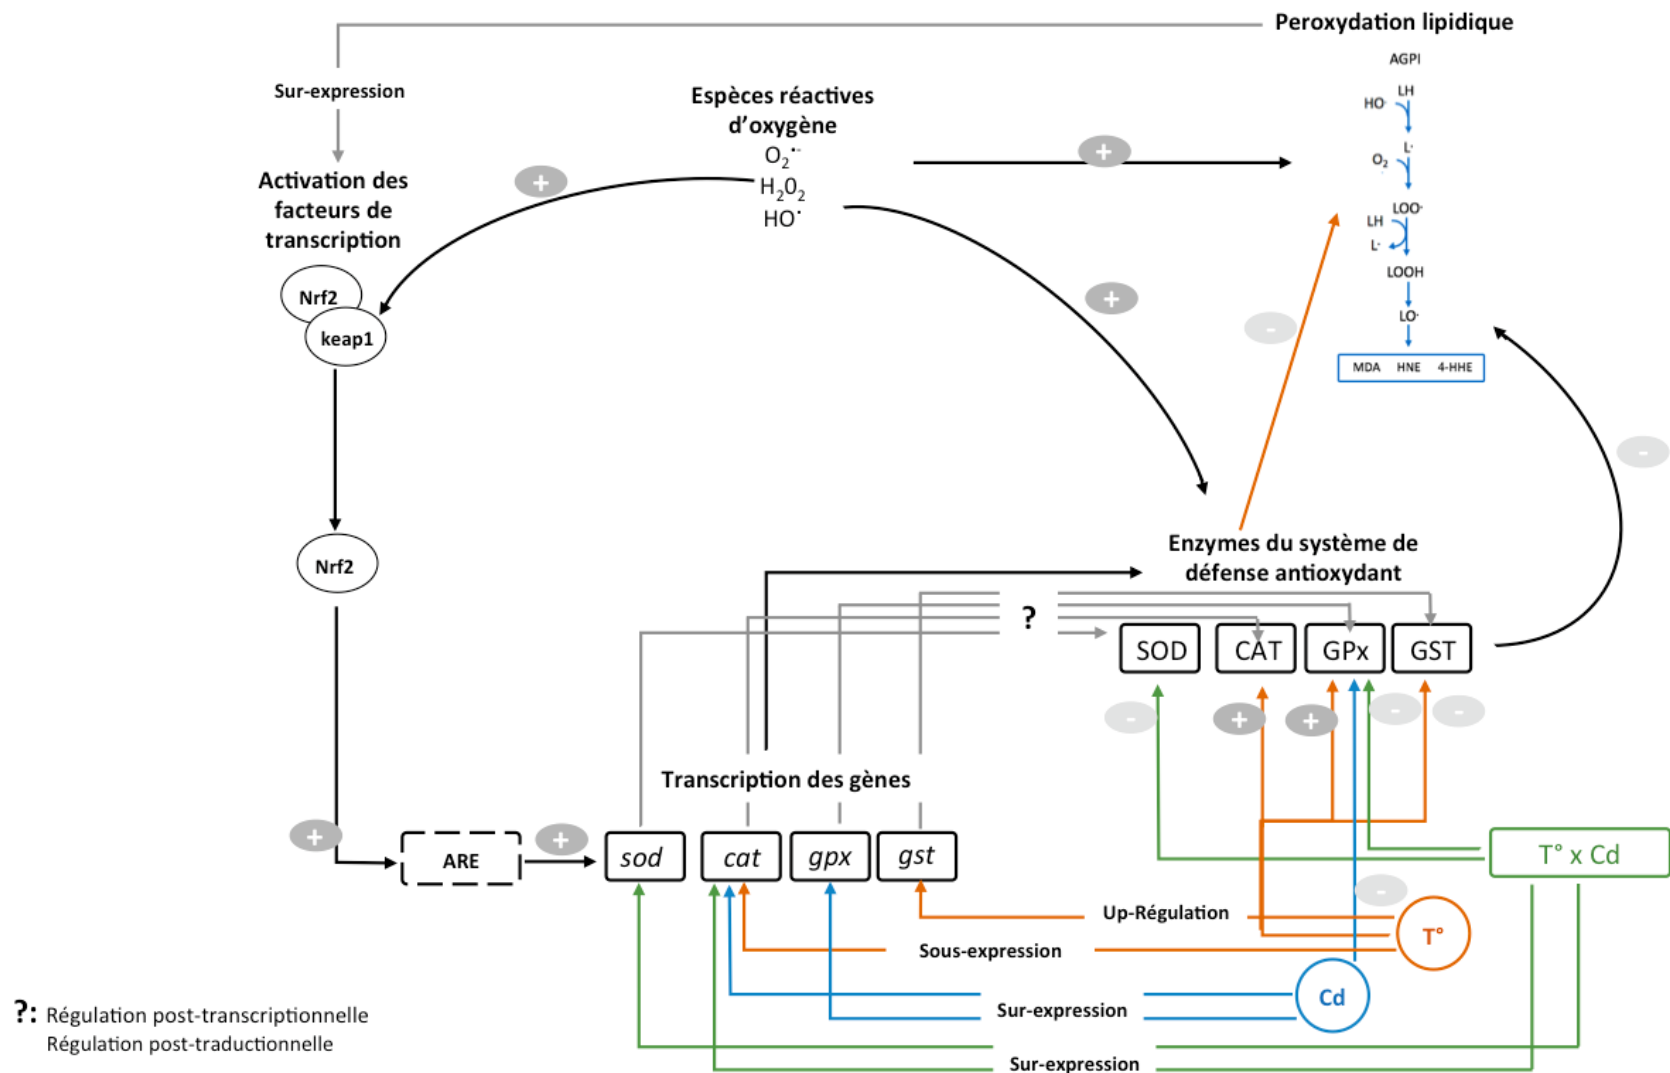 Peroxydation lipidique
AGPI
LH
HO·
L·
O₂
LOO·
LH
L·
LOOH
LO·
MDA HNE 4-HHE
Sur-expression
Espèces réactives
d'oxygène
O₂·-
H₂0₂
HO·
+
+
+
-
-
Activation des
facteurs de
transcription
Nrf2
keap1
Nrf2
Enzymes du système de
défense antioxydant
?
SOD CAT GPx GST
-
+
+
-
-
Transcription des gènes
+
ARE
+
sod cat gpx gst
T° x Cd
-
Up-Régulation
T°
Sous-expression
Cd
Sur-expression
Sur-expression
?: Régulation post-transcriptionnelle
Régulation post-traductionnelle